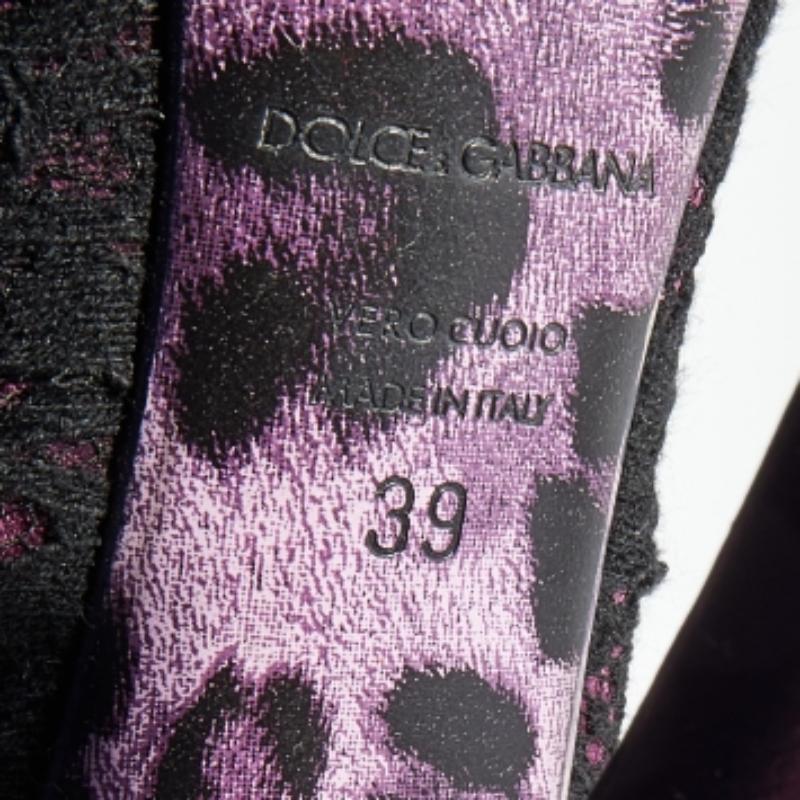 DOLCE & GABBANA
VERO CUOIO
MADE IN ITALY
39